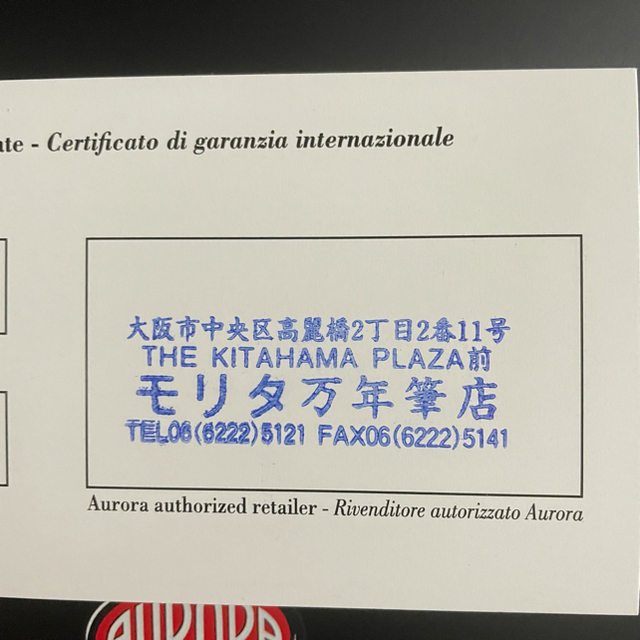 - Certificato di garanzia internazionale
大阪市中央区高麗橋2丁目2番11号
THE KITAHAMA PLAZA前
モリタ万年筆店
TEL06(6222)5121 FAX06(6222)5141
Aurora authorized retailer - Rivenditore autorizzato Aurora
AURORA